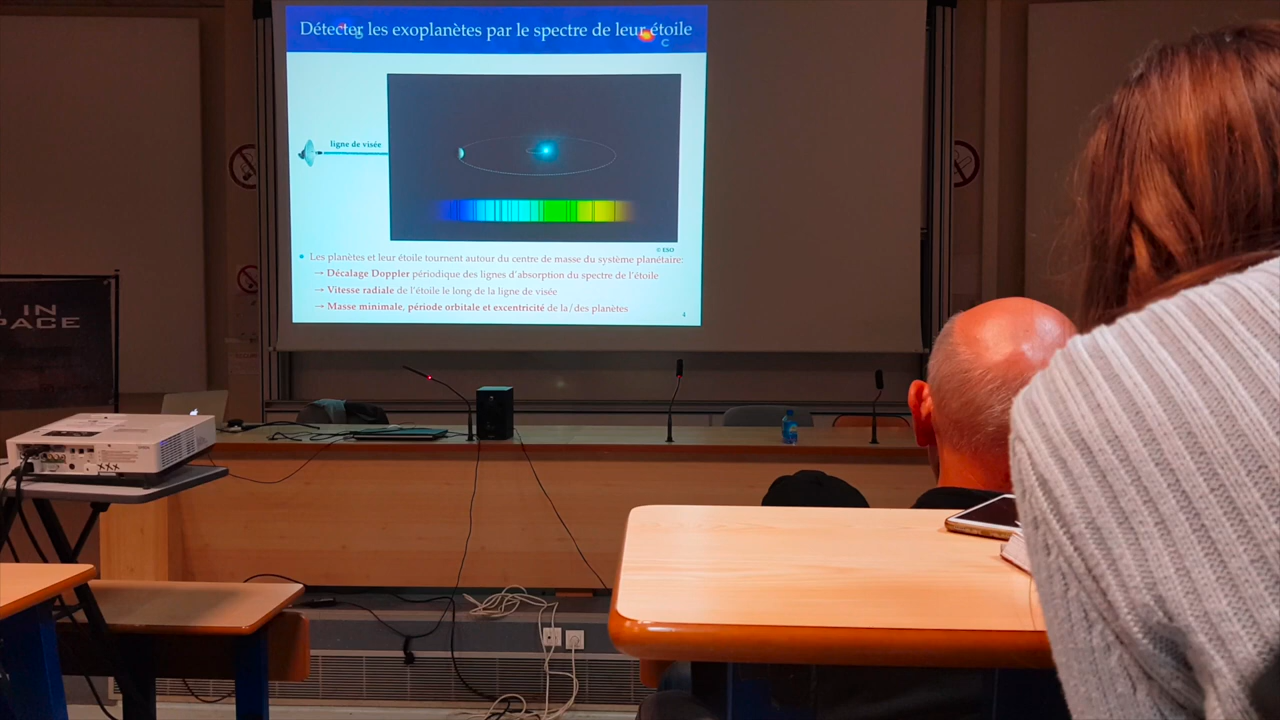 Détecter les exoplanètes par le spectre de leur étoile
C
ligne de visée
© ESO
• Les planètes et leur étoile tournent autour du centre de masse du système planétaire:
→ Décalage Doppler périodique des lignes d'absorption du spectre de l'étoile
→ Vitesse radiale de l'étoile le long de la ligne de visée
→ Masse minimale, période orbitale et excentricité de la/des planètes
4
IN
PACE
XXX